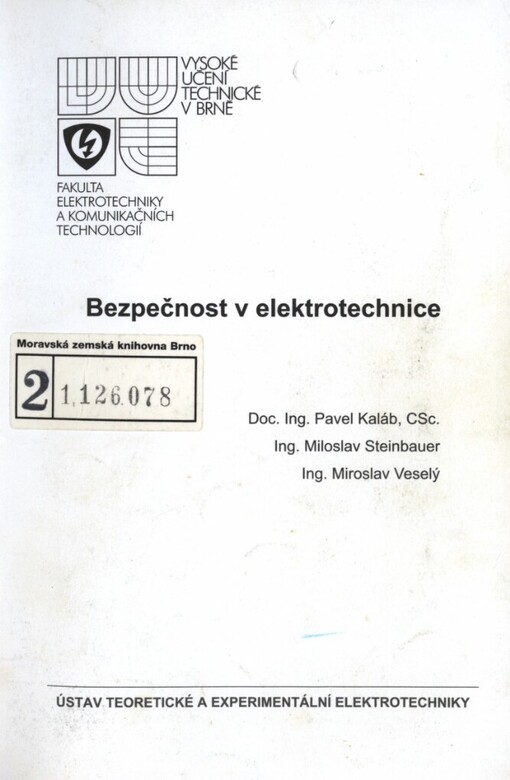 VYSOKÉ
UČENÍ
TECHNICKÉ
V BRNĚ
FAKULTA
ELEKTROTECHNIKY
A KOMUNIKAČNÍCH
TECHNOLOGIÍ
Bezpečnost v elektrotechnice
Moravská zemská knihovna Brno
2 1,126.078
Doc. Ing. Pavel Kaláb, CSc.
Ing. Miloslav Steinbauer
Ing. Miroslav Veselý
ÚSTAV TEORETICKÉ A EXPERIMENTÁLNÍ ELEKTROTECHNIKY